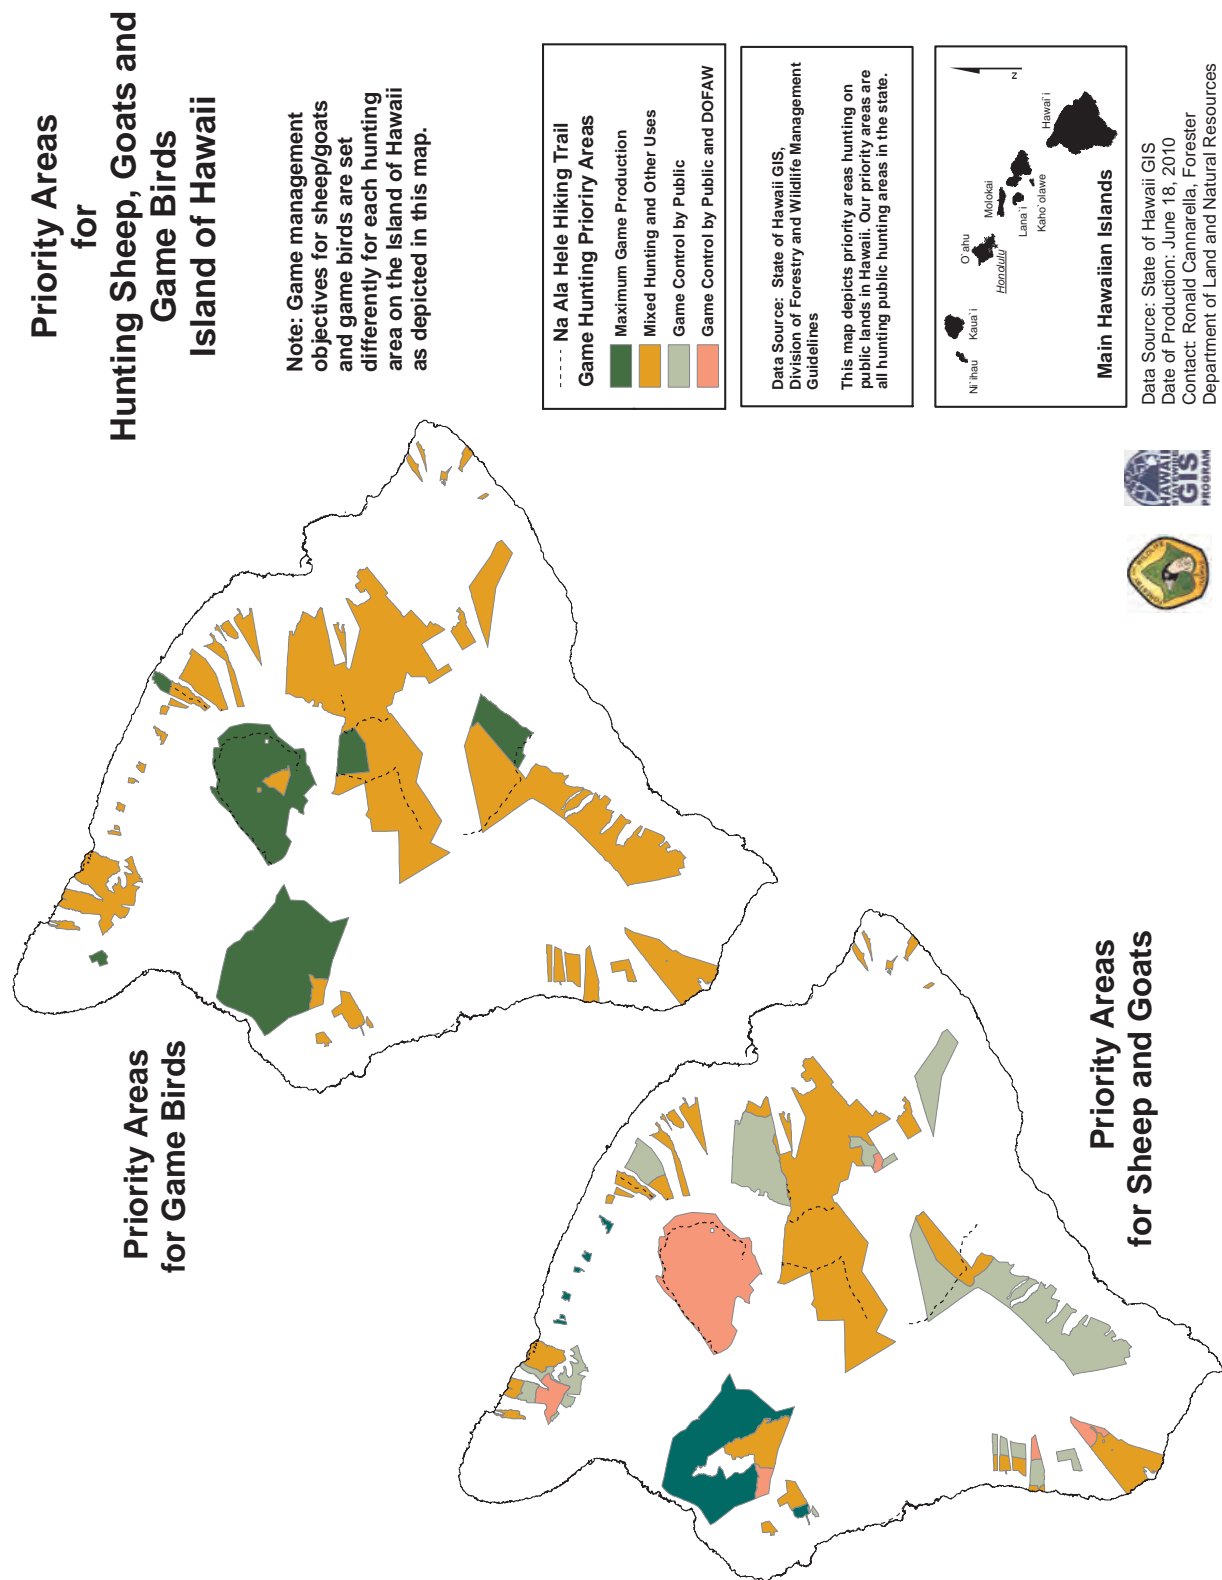 Priority Areas
for
Hunting Sheep, Goats and
Game Birds
Island of Hawaii
Note: Game management
objectives for sheep/goats
and game birds are set
differently for each hunting
area on the Island of Hawaii
as depicted in this map.
Na Ala Hele Hiking Trail
Game Hunting Prioriry Areas
Maximum Game Production
Mixed Hunting and Other Uses
Game Control by Public
Game Control by Public and DOFAW
Data Source: State of Hawaii GIS,
Division of Forestry and Wildlife Management
Guidelines
This map depicts priority areas hunting on
public lands in Hawaii. Our priority areas are
all hunting public hunting areas in the state.
Ni`ihau
Kaua`i
O`ahu
Honolulu
Molokai
Lana`i
Kaho`olawe
Hawai`i
N
Main Hawaiian Islands
Data Source: State of Hawaii GIS
Date of Production: June 18, 2010
Contact: Ronald Cannarella, Forester
Department of Land and Natural Resources
HAWAII
STATEWIDE
GIS
PROGRAM
Priority Areas
for Game Birds
Priority Areas
for Sheep and Goats